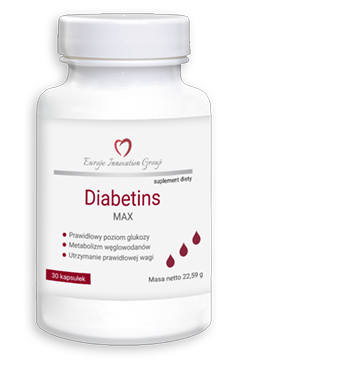 Europe Innovation Group
suplement diety
Diabetins
MAX
Prawidłowy poziom glukozy
Metabolizm węglowodanów
Utrzymanie prawidłowej wagi
30 kapsułek
Masa netto 22,59 g